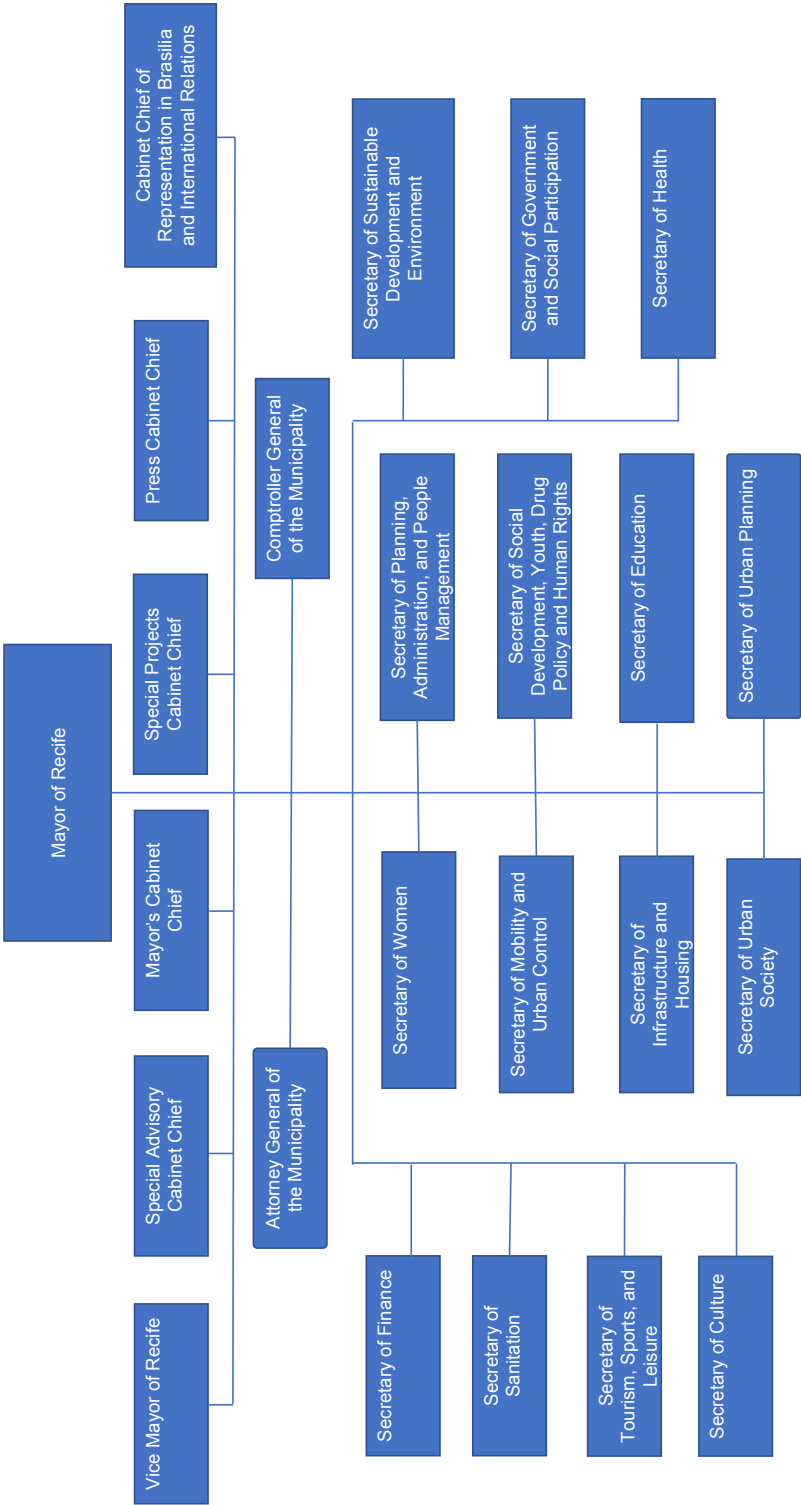 Mayor of Recife
Vice Mayor of Recife
Special Advisory
Cabinet Chief
Mayor’s Cabinet
Chief
Special Projects
Cabinet Chief
Press Cabinet Chief
Cabinet Chief of
Representation in Brasilia
and International Relations
Attorney General of
the Municipality
Comptroller General
of the Municipality
Secretary of Finance
Secretary of Women
Secretary of Planning,
Administration, and People
Management
Secretary of Sustainable
Development and
Environment
Secretary of
Sanitation
Secretary of Mobility and
Urban Control
Secretary of Social
Development, Youth, Drug
Policy and Human Rights
Secretary of Government
and Social Participation
Secretary of
Tourism, Sports, and
Leisure
Secretary of
Infrastructure and
Housing
Secretary of Education
Secretary of Health
Secretary of Culture
Secretary of Urban
Society
Secretary of Urban Planning